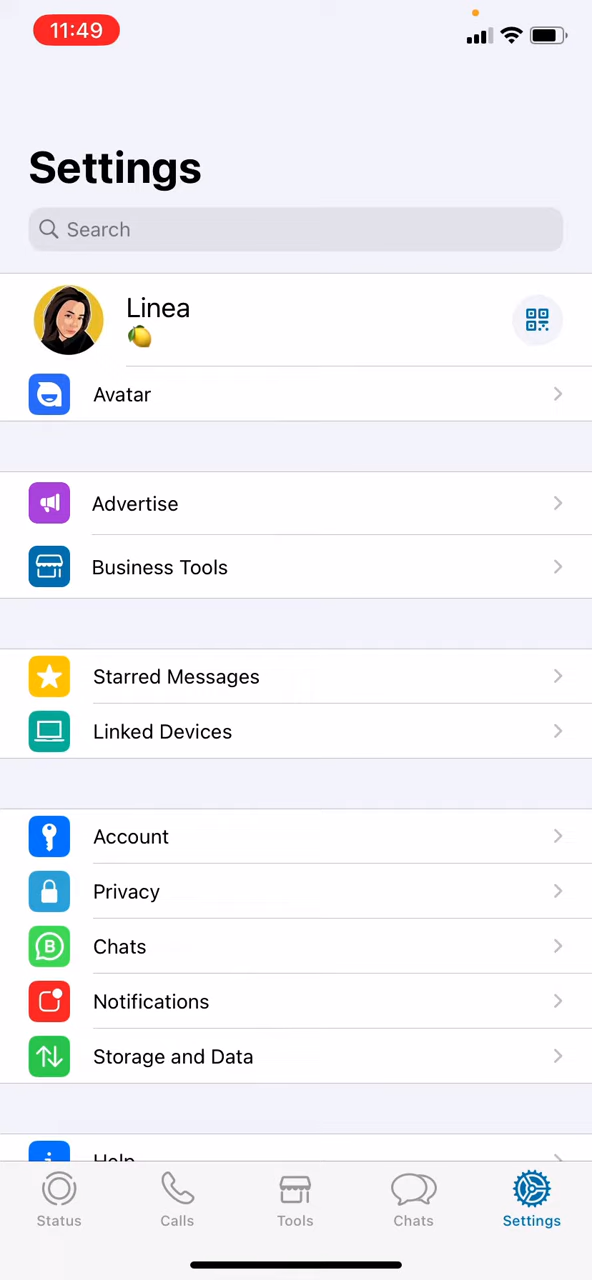 11:49
Settings
Search
Linea
🍋
Avatar
Advertise
Business Tools
Starred Messages
Linked Devices
Account
Privacy
Chats
Notifications
Storage and Data
Help
Status
Calls
Tools
Chats
Settings